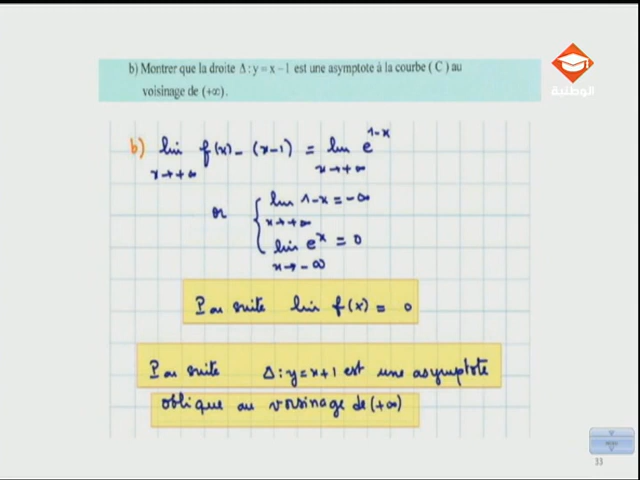 الوطنية
b) Montrer que la droite Δ : y = x − 1 est une asymptote à la courbe ( C ) au
voisinage de (+∞).
b) lim f(x) − (x−1) = lim e^{1−x}
x→+∞ x→+∞
or { lim 1−x = −∞
x→+∞
lim e^x = 0
x→−∞
Par suite lim f(x) = 0
Par suite Δ : y = x+1 est une asymptote
oblique au voisinage de (+∞)
33